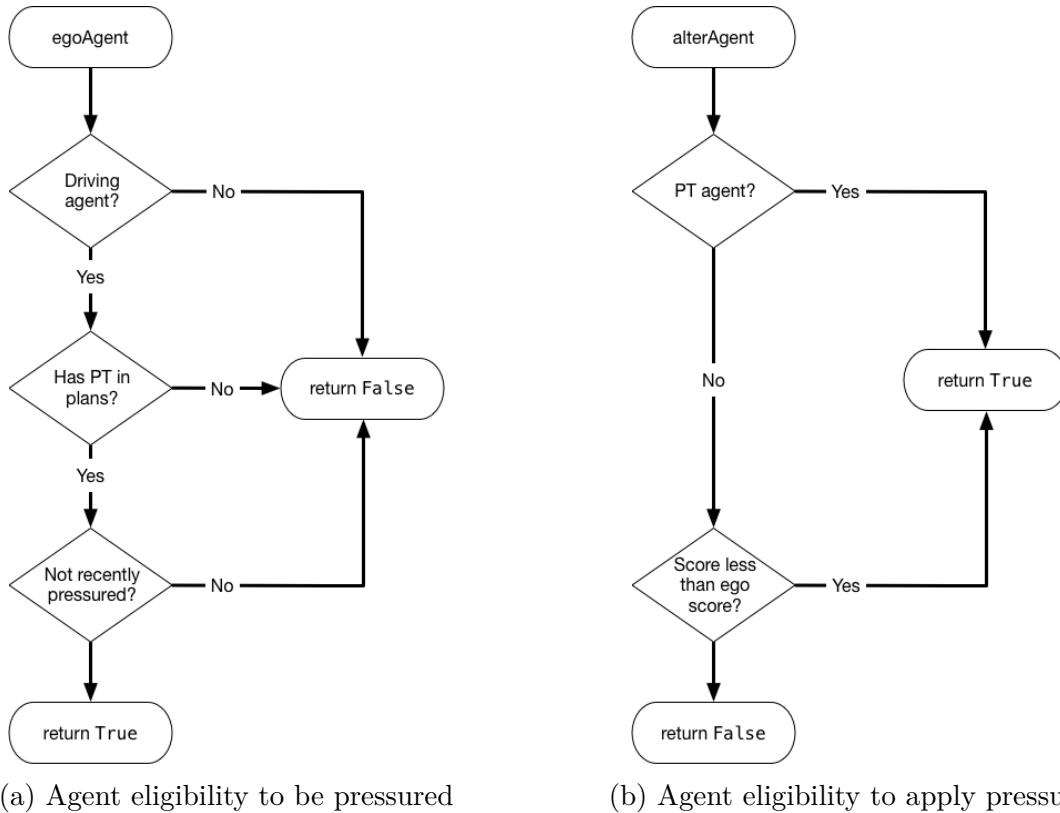 egoAgent
Driving
agent?
No
Yes
Has PT in
plans?
No
return False
Yes
Not recently
pressured?
No
return True
(a) Agent eligibility to be pressured
alterAgent
PT agent?
Yes
No
return True
Score less
than ego
score?
Yes
return False
(b) Agent eligibility to apply